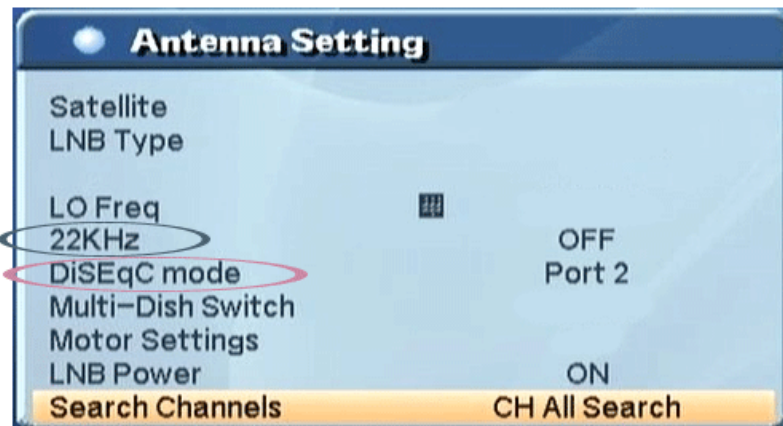 Antenna Setting
Satellite
LNB Type
LO Freq
22KHz OFF
DiSEqC mode Port 2
Multi-Dish Switch
Motor Settings
LNB Power ON
Search Channels CH All Search